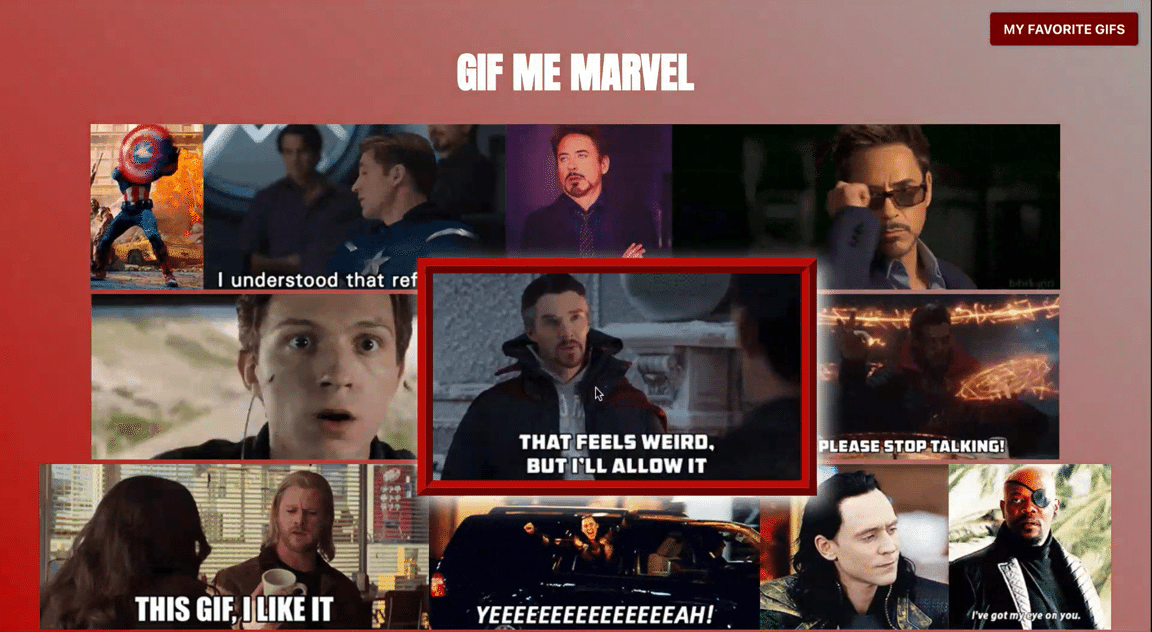 MY FAVORITE GIFS
GIF ME MARVEL
I understood that ref
THAT FEELS WEIRD,
BUT I'LL ALLOW IT
PLEASE STOP TALKING!
THIS GIF, I LIKE IT
YEEEEEEEEEEEEEEEAH!
I've got my eye on you.